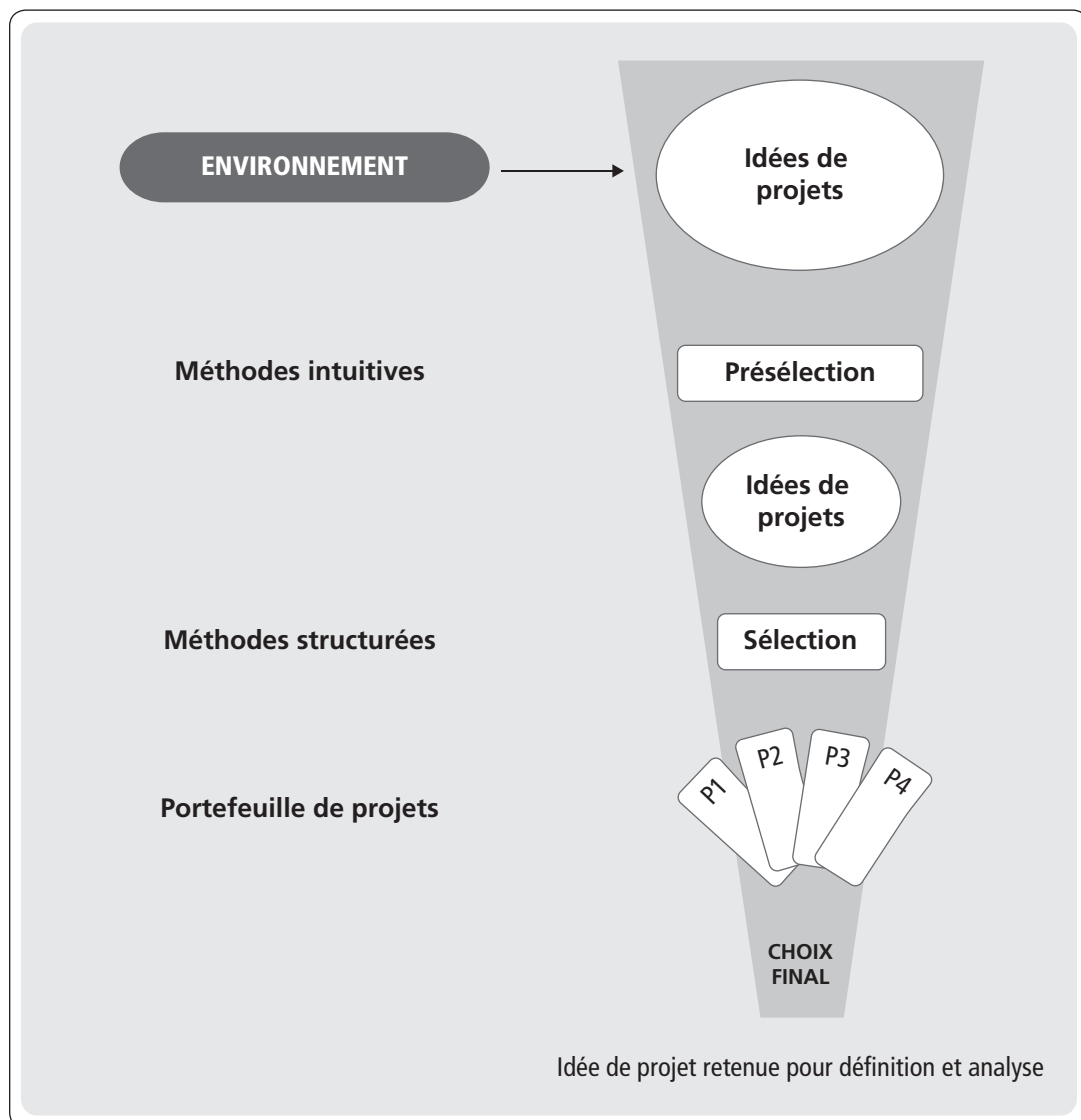 ENVIRONNEMENT
Idées de
projets
Méthodes intuitives
Présélection
Idées de
projets
Méthodes structurées
Sélection
Portefeuille de projets
P1
P2
P3
P4
CHOIX
FINAL
Idée de projet retenue pour définition et analyse